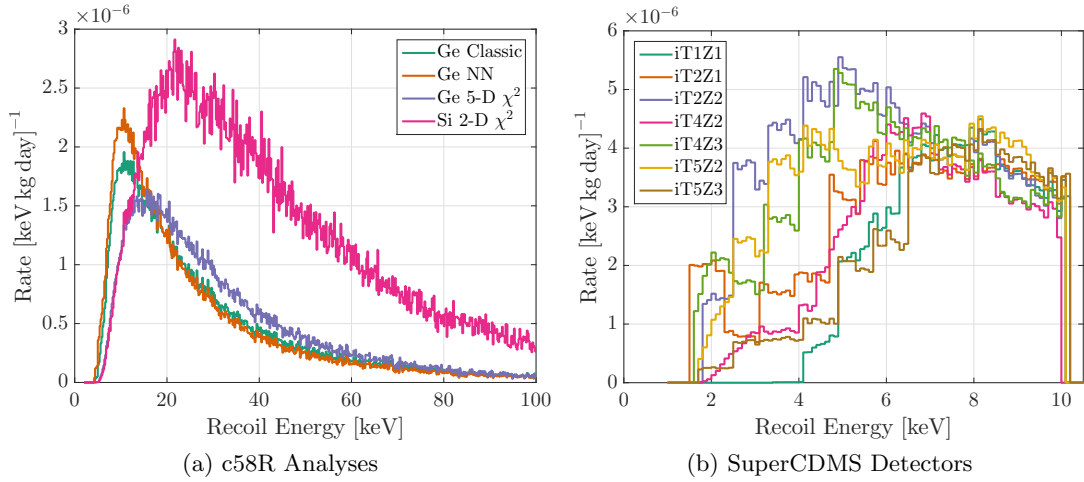 ×10⁻⁶
3
2.5
2
1.5
1
0.5
0
0 20 40 60 80 100
Rate [keV kg day]⁻¹
Recoil Energy [keV]
Ge Classic
Ge NN
Ge 5-D χ²
Si 2-D χ²
(a) c58R Analyses
×10⁻⁶
6
5
4
3
2
1
0
0 2 4 6 8 10
Rate [keV kg day]⁻¹
Recoil Energy [keV]
iT1Z1
iT2Z1
iT2Z2
iT4Z2
iT4Z3
iT5Z2
iT5Z3
(b) SuperCDMS Detectors